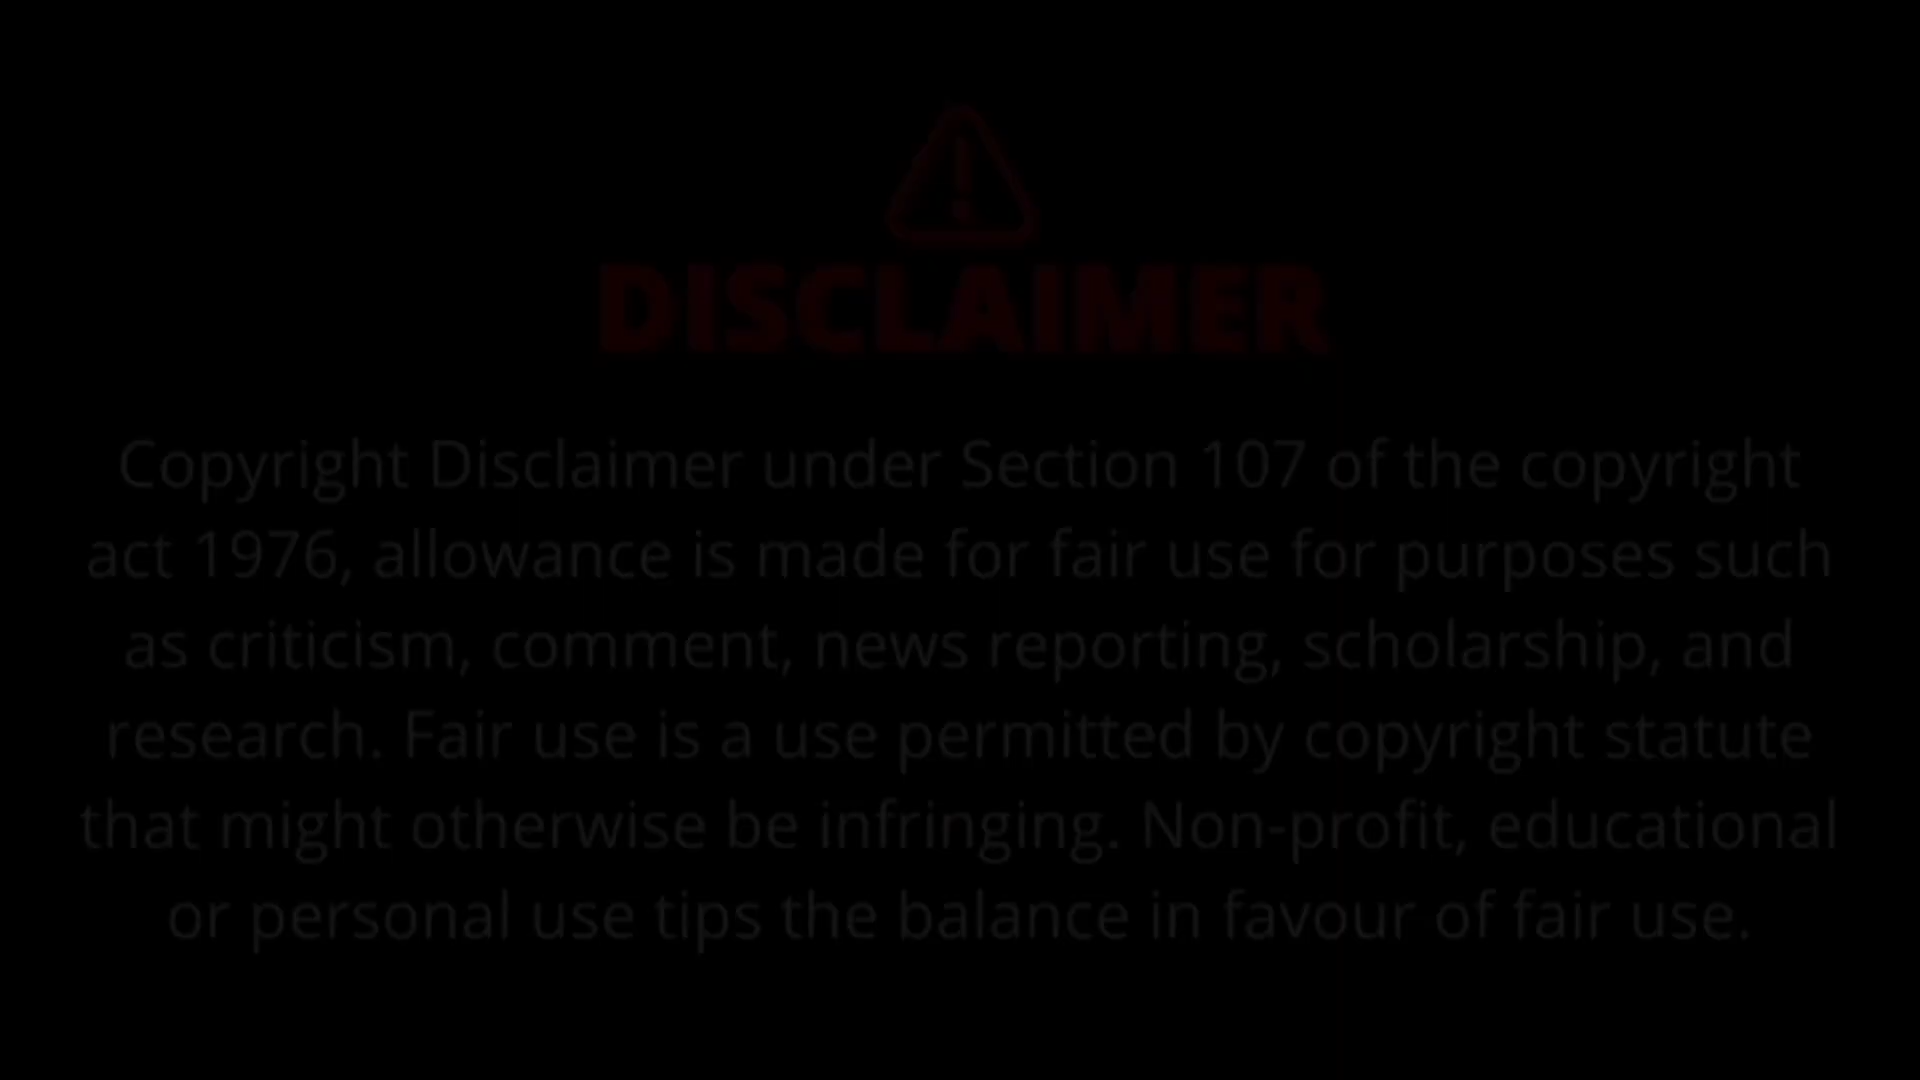 DISCLAIMER
Copyright Disclaimer under Section 107 of the copyright
act 1976, allowance is made for fair use for purposes such
as criticism, comment, news reporting, scholarship, and
research. Fair use is a use permitted by copyright statute
that might otherwise be infringing. Non-profit, educational
or personal use tips the balance in favour of fair use.